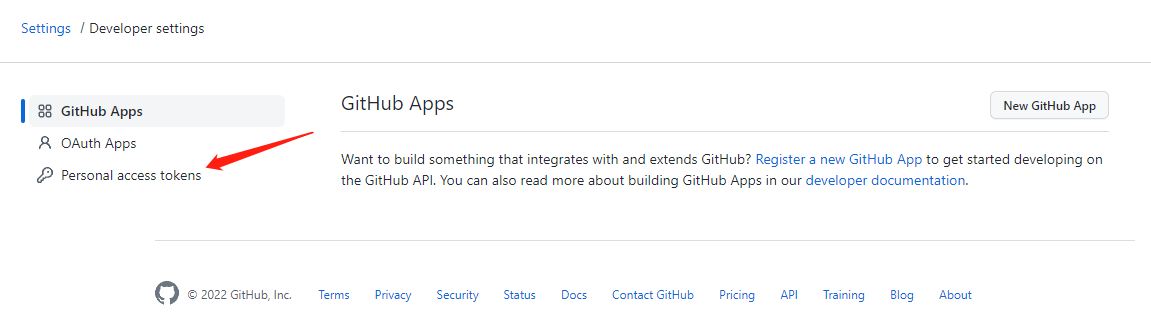 Settings / Developer settings
GitHub Apps
OAuth Apps
Personal access tokens
GitHub Apps
New GitHub App
Want to build something that integrates with and extends GitHub? Register a new GitHub App to get started developing on
the GitHub API. You can also read more about building GitHub Apps in our developer documentation.
© 2022 GitHub, Inc. Terms Privacy Security Status Docs Contact GitHub Pricing API Training Blog About